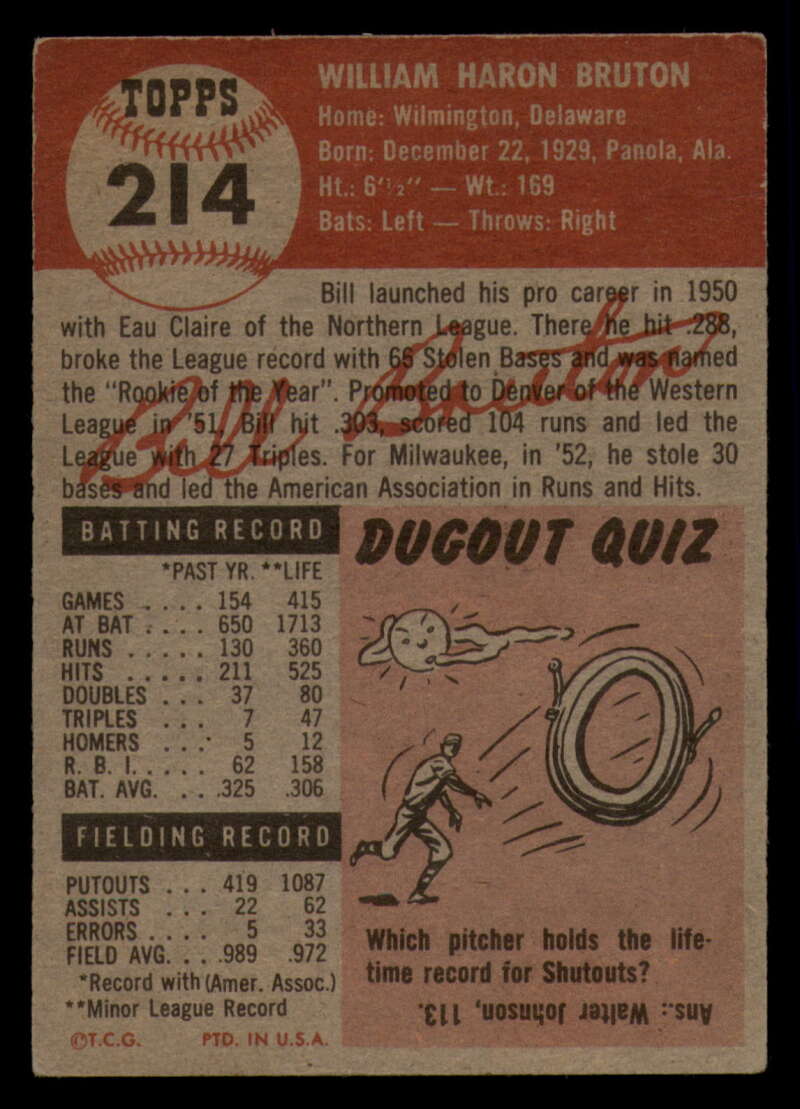 TOPPS
214
WILLIAM HARON BRUTON
Home: Wilmington, Delaware
Born: December 22, 1929, Panola, Ala.
Ht.: 6'½" — Wt.: 169
Bats: Left — Throws: Right
Bill launched his pro career in 1950
with Eau Claire of the Northern League. There he hit .288,
broke the League record with 66 Stolen Bases and was named
the "Rookie of the Year". Promoted to Denver of the Western
League in '51, Bill hit .303, scored 104 runs and led the
League with 27 Triples. For Milwaukee, in '52, he stole 30
bases and led the American Association in Runs and Hits.
Bill Bruton
BATTING RECORD
*PAST YR. **LIFE
GAMES . . . . 154 415
AT BAT . . . . 650 1713
RUNS . . . . . 130 360
HITS . . . . . 211 525
DOUBLES . . . 37 80
TRIPLES . . . 7 47
HOMERS . . . 5 12
R. B. I. . . . . 62 158
BAT. AVG. . . .325 .306
FIELDING RECORD
PUTOUTS . . . 419 1087
ASSISTS . . . 22 62
ERRORS . . . . 5 33
FIELD AVG. . . .989 .972
*Record with (Amer. Assoc.)
**Minor League Record
©T.C.G. PTD. IN U.S.A.
DUGOUT QUIZ
Which pitcher holds the life-
time record for Shutouts?
Ans.: Walter Johnson, 113.